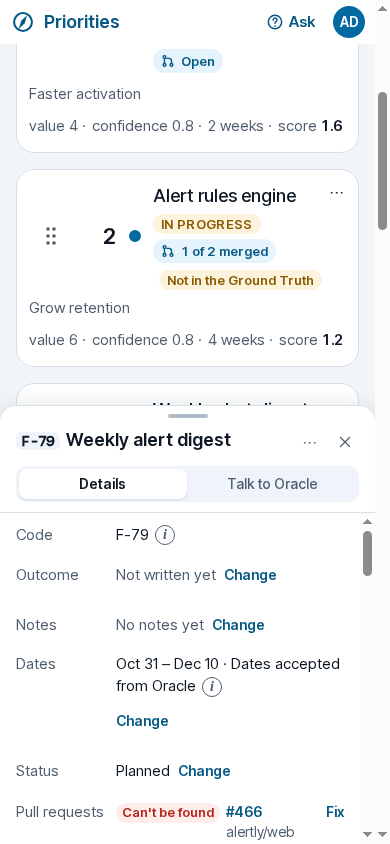 Priorities
Ask
AD
Open
Faster activation
value 4 · confidence 0.8 · 2 weeks · score 1.6
Alert rules engine ...
IN PROGRESS
2
1 of 2 merged
Not in the Ground Truth
Grow retention
value 6 · confidence 0.8 · 4 weeks · score 1.2
F-79 Weekly alert digest ...
Details Talk to Oracle
Code F-79 i
Outcome Not written yet Change
Notes No notes yet Change
Dates Oct 31 – Dec 10 · Dates accepted
from Oracle i
Change
Status Planned Change
Pull requests Can't be found #466 Fix
alertly/web